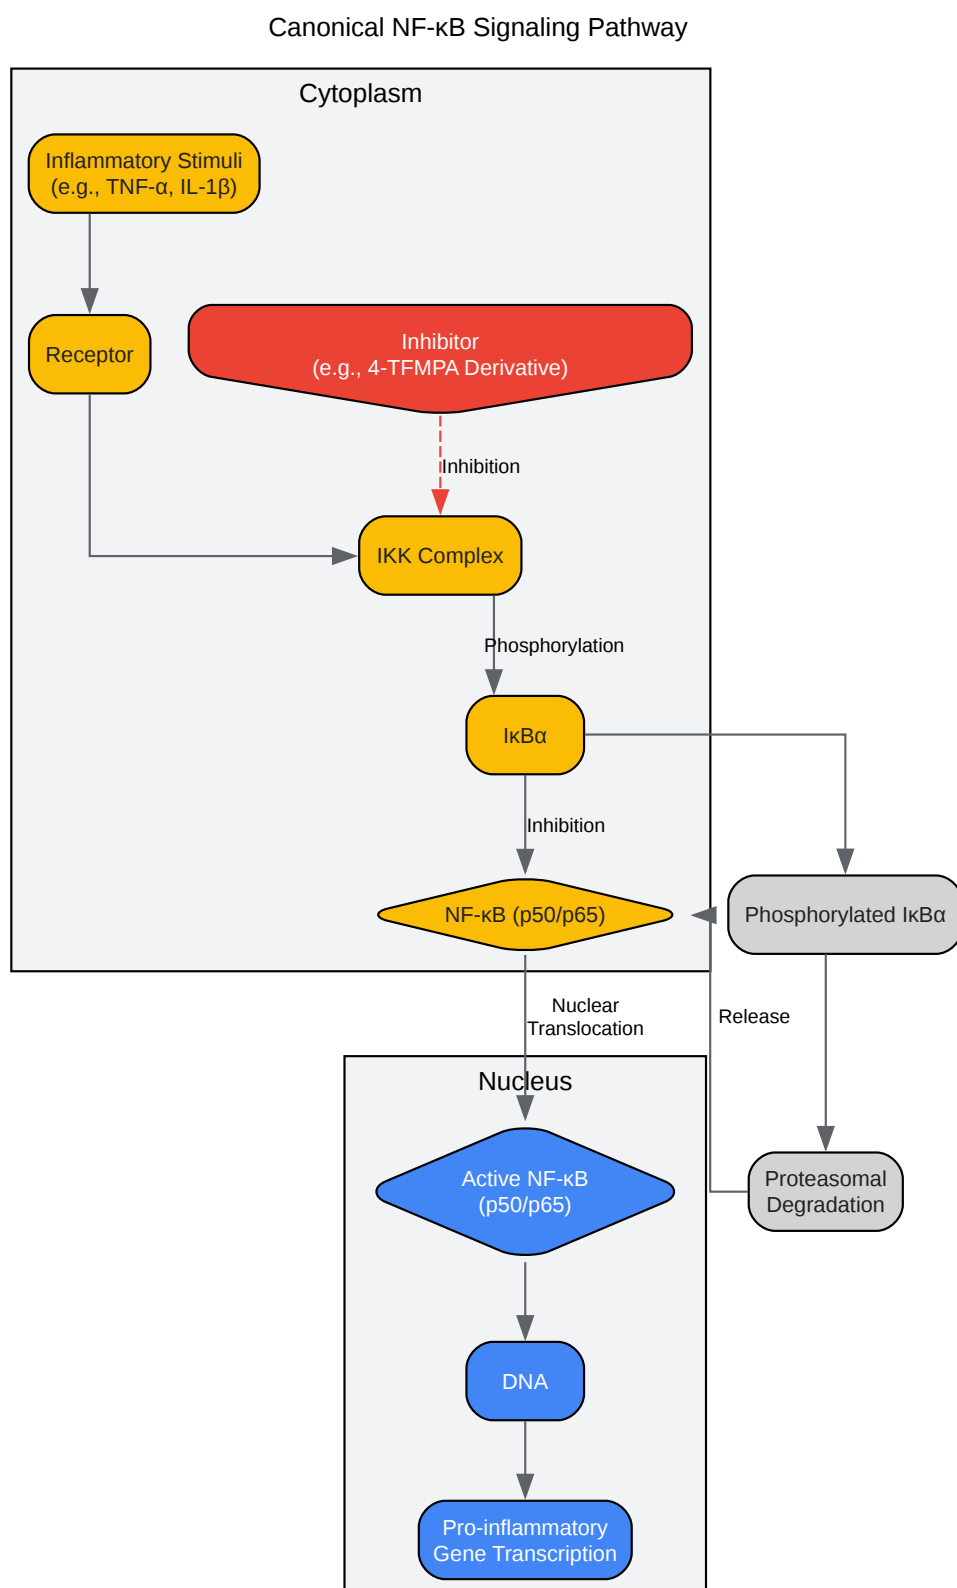 Canonical NF-κB Signaling Pathway
Cytoplasm
Inflammatory Stimuli
(e.g., TNF-α, IL-1β)
Receptor
Inhibitor
(e.g., 4-TFMPA Derivative)
Inhibition
IKK Complex
Phosphorylation
IκBα
Inhibition
NF-κB (p50/p65)
Phosphorylated IκBα
Nuclear
Translocation
Release
Nucleus
Active NF-κB
(p50/p65)
Proteasomal
Degradation
DNA
Pro-inflammatory
Gene Transcription